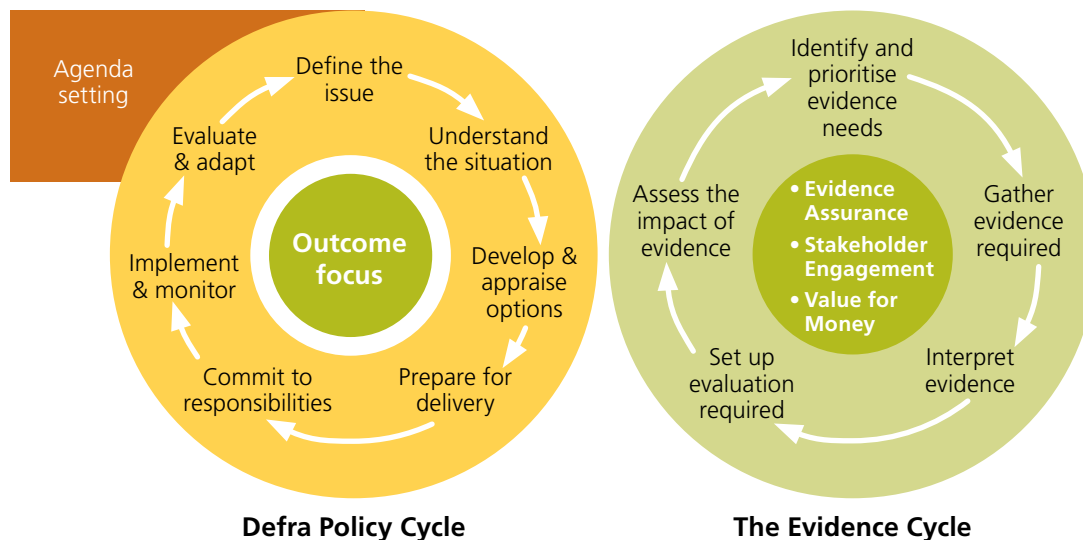 Agenda
setting
Define the
issue
Understand
the situation
Develop &
appraise
options
Prepare for
delivery
Commit to
responsibilities
Implement
& monitor
Evaluate
& adapt
Outcome
focus
Defra Policy Cycle
Identify and
prioritise
evidence
needs
Gather
evidence
required
Interpret
evidence
Set up
evaluation
required
Assess the
impact of
evidence
• Evidence
Assurance
• Stakeholder
Engagement
• Value for
Money
The Evidence Cycle